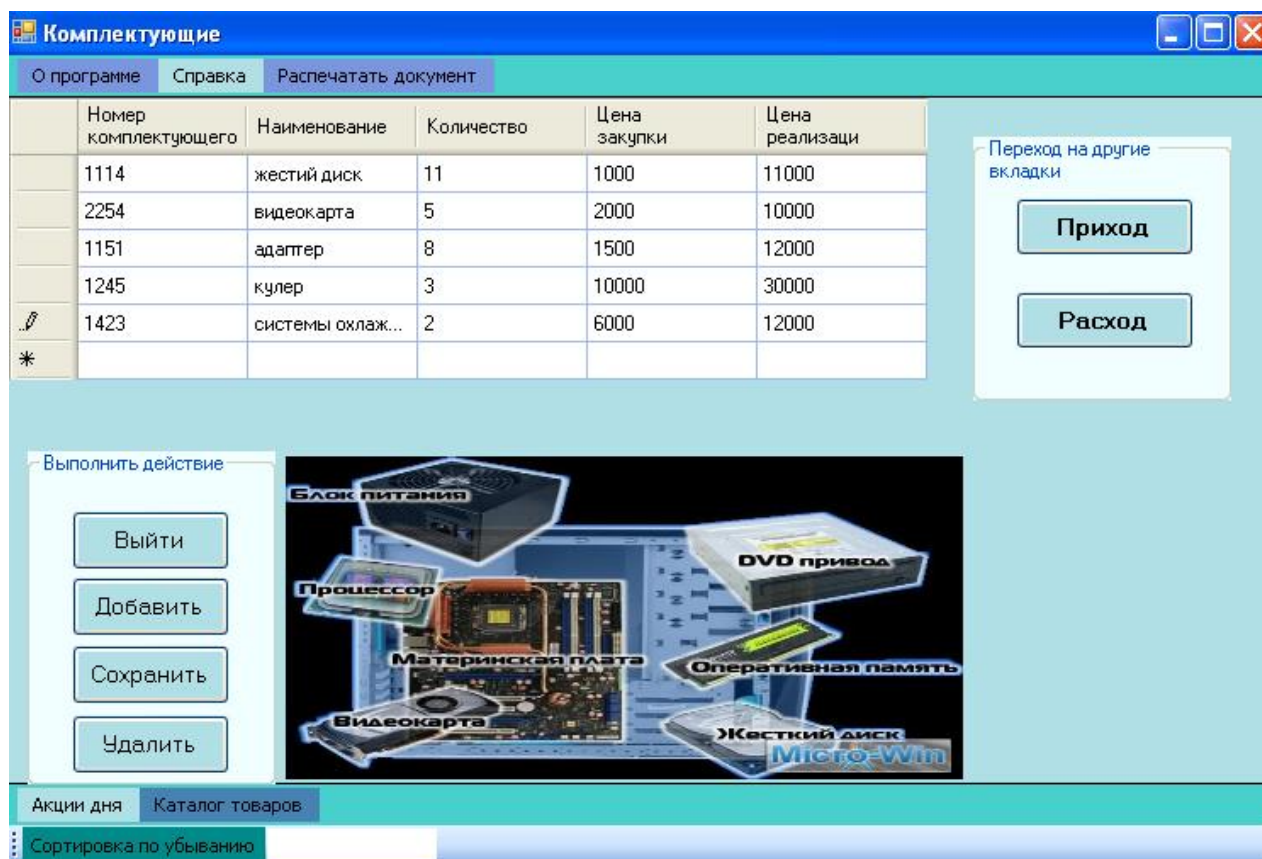 Комплектующие
О программе Справка Распечатать документ
Номер комплектующего Наименование Количество Цена закупки Цена реализаци
1114 жестий диск 11 1000 11000
2254 видеокарта 5 2000 10000
1151 адаптер 8 1500 12000
1245 кулер 3 10000 30000
1423 системы охлаж... 2 6000 12000
Переход на другие
вкладки
Приход
Расход
Выполнить действие
Выйти
Добавить
Сохранить
Удалить
Блок питания
DVD привод
Процессор
Материнская плата
Оперативная память
Видеокарта
Жесткий диск
Micro-Win
Акции дня Каталог товаров
Сортировка по убыванию